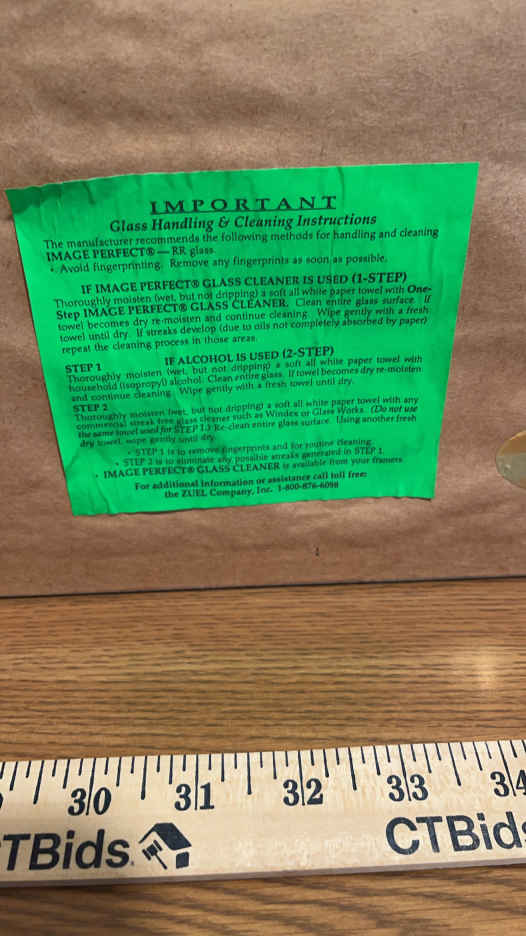 IMPORTANT
Glass Handling & Cleaning Instructions
The manufacturer recommends the following methods for handling and cleaning
IMAGE PERFECT® — RR glass.
• Avoid fingerprinting. Remove any fingerprints as soon as possible.
IF IMAGE PERFECT® GLASS CLEANER IS USED (1-STEP)
Thoroughly moisten (wet, but not dripping) a soft all white paper towel with One-
Step IMAGE PERFECT® GLASS CLEANER. Clean entire glass surface. If
towel becomes dry re-moisten and continue cleaning. Wipe gently with a fresh
towel until dry. If streaks develop (due to oils not completely absorbed by paper)
repeat the cleaning process in those areas.
IF ALCOHOL IS USED (2-STEP)
STEP 1
Thoroughly moisten (wet, but not dripping) a soft all white paper towel with
household (isopropyl) alcohol. Clean entire glass. If towel becomes dry re-moisten
and continue cleaning. Wipe gently with a fresh towel until dry.
STEP 2
Thoroughly moisten (wet, but not dripping) a soft all white paper towel with any
commercial streak free glass cleaner such as Windex or Glass Works. (Do not use
the same towel used for STEP 1.) Re-clean entire glass surface. Using another fresh
dry towel, wipe gently until dry.
• STEP 1 is to remove fingerprints and for routine cleaning.
• STEP 2 is to eliminate any possible streaks generated in STEP 1.
• IMAGE PERFECT® GLASS CLEANER is available from your framers.
For additional information or assistance call toll free:
the ZUEL Company, Inc. 1-800-876-6098
30 31 32 33 34
CTBids. CTBids.